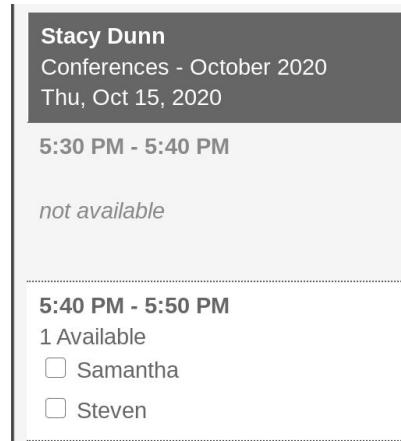 Stacy Dunn
Conferences - October 2020
Thu, Oct 15, 2020
5:30 PM - 5:40 PM
not available
5:40 PM - 5:50 PM
1 Available
Samantha
Steven